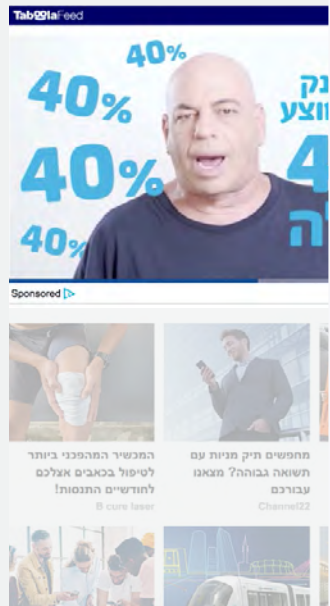 TaboolaFeed
40%
40%
40%
40%
4
Sponsored
המכשיר המהפכני ביותר
לטיפול בכאבים אצלכם
לחודשיים התנסות!
B cure laser
מחפשים תיק מניות עם
תשואה גבוהה? מצאנו
עבורכם
Channel22